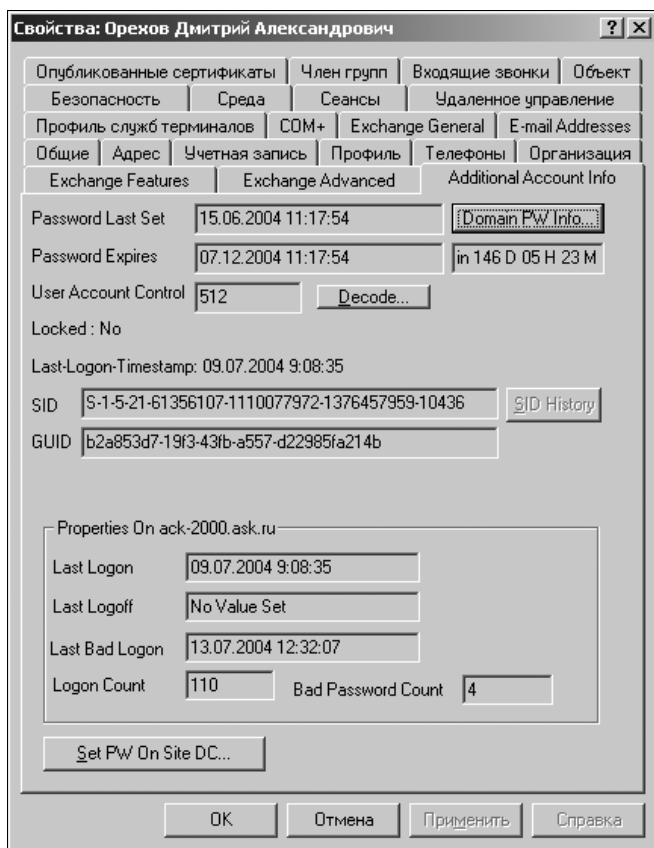 Свойства: Орехов Дмитрий Александрович
Опубликованные сертификаты Член групп Входящие звонки Объект
Безопасность Среда Сеансы Удаленное управление
Профиль служб терминалов COM+ Exchange General E-mail Addresses
Общие Адрес Учетная запись Профиль Телефоны Организация
Exchange Features Exchange Advanced Additional Account Info
Password Last Set 15.06.2004 11:17:54 Domain PW Info...
Password Expires 07.12.2004 11:17:54 in 146 D 05 H 23 M
User Account Control 512 Decode...
Locked : No
Last-Logon-Timestamp: 09.07.2004 9:08:35
SID S-1-5-21-61356107-1110077972-1376457959-10436 SID History
GUID b2a853d7-19f3-43fb-a557-d22985fa214b
Properties On ack-2000.ask.ru
Last Logon 09.07.2004 9:08:35
Last Logoff No Value Set
Last Bad Logon 13.07.2004 12:32:07
Logon Count 110 Bad Password Count 4
Set PW On Site DC...
OK Отмена Применить Справка